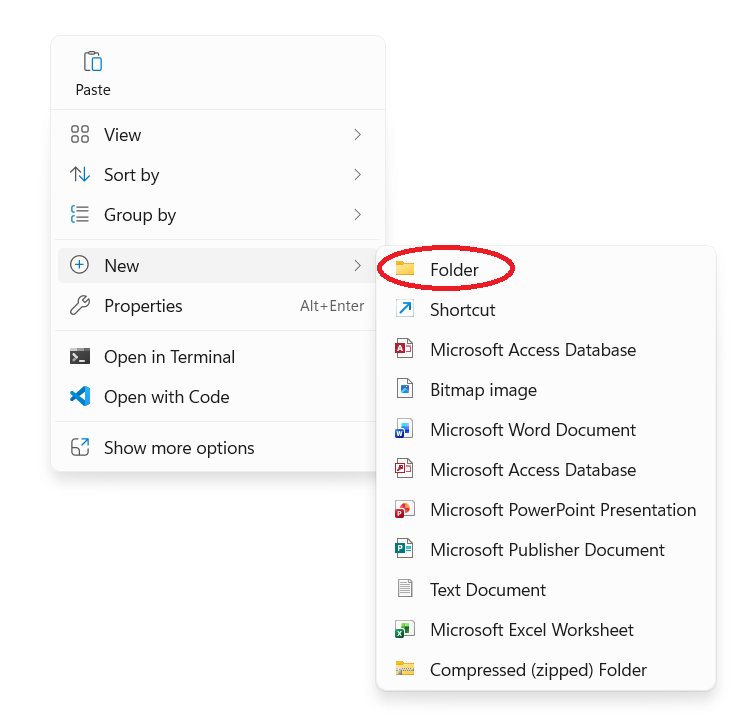 Paste
View
Sort by
Group by
New
Properties Alt+Enter
Open in Terminal
Open with Code
Show more options
Folder
Shortcut
Microsoft Access Database
Bitmap image
Microsoft Word Document
Microsoft Access Database
Microsoft PowerPoint Presentation
Microsoft Publisher Document
Text Document
Microsoft Excel Worksheet
Compressed (zipped) Folder